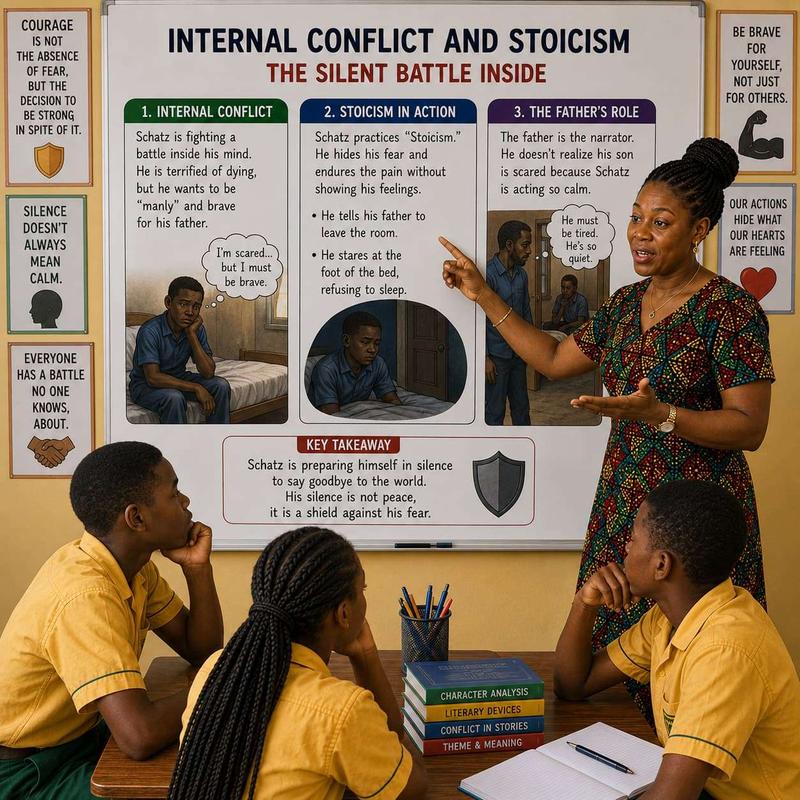 COURAGE
IS NOT
THE ABSENCE
OF FEAR,
BUT THE
DECISION TO
BE STRONG
IN SPITE OF IT.
SILENCE
DOESN'T
ALWAYS
MEAN
CALM.
EVERYONE
HAS A BATTLE
NO ONE
KNOWS,
ABOUT.
INTERNAL CONFLICT AND STOICISM
THE SILENT BATTLE INSIDE
1. INTERNAL CONFLICT
Schatz is fighting a
battle inside his mind.
He is terrified of dying,
but he wants to be
"manly" and brave
for his father.
I'm scared...
but I must
be brave.
2. STOICISM IN ACTION
Schatz practices "Stoicism."
He hides his fear and
endures the pain without
showing his feelings.
• He tells his father to
leave the room.
• He stares at the
foot of the bed,
refusing to sleep.
3. THE FATHER'S ROLE
The father is the narrator.
He doesn't realize his son
is scared because Schatz
is acting so calm.
He must
be tired.
He's so
quiet.
KEY TAKEAWAY
Schatz is preparing himself in silence
to say goodbye to the world.
His silence is not peace,
it is a shield against his fear.
BE BRAVE
FOR
YOURSELF,
NOT JUST
FOR OTHERS.
OUR ACTIONS
HIDE WHAT
OUR HEARTS
ARE FEELING
CHARACTER ANALYSIS
LITERARY DEVICES
CONFLICT IN STORIES
THEME & MEANING